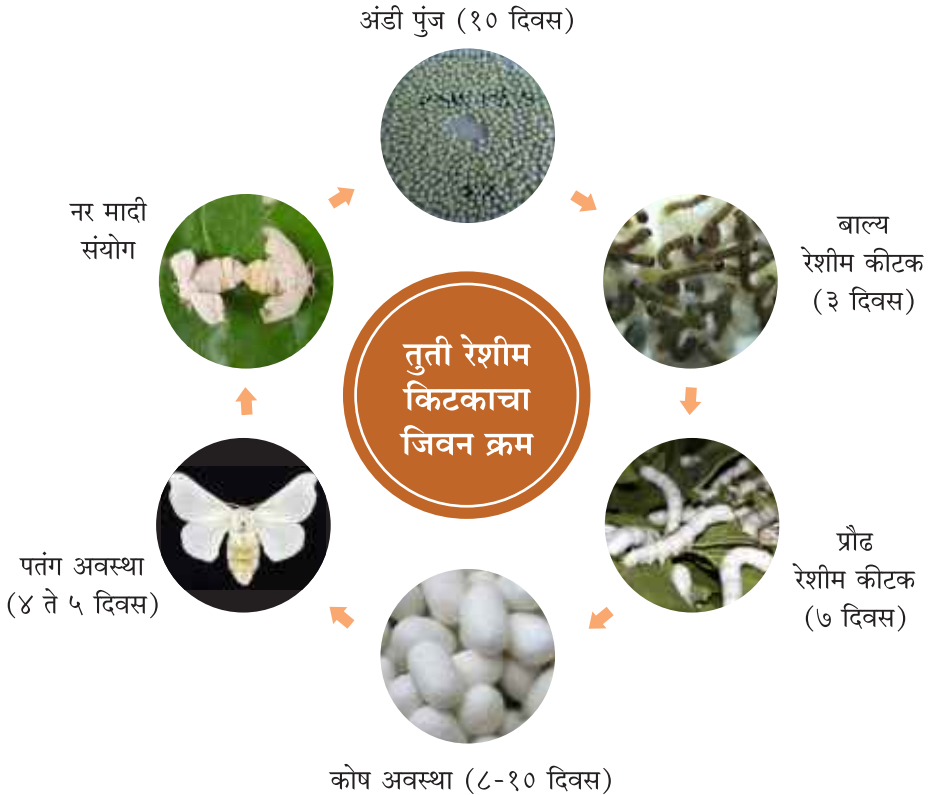 अंडी पुंज (१० दिवस)
बाल्य
रेशीम कीटक
(३ दिवस)
प्रौढ
रेशीम कीटक
(७ दिवस)
कोष अवस्था (८-१० दिवस)
पतंग अवस्था
(४ ते ५ दिवस)
नर मादी
संयोग
तुती रेशीम
किटकाचा
जिवन क्रम